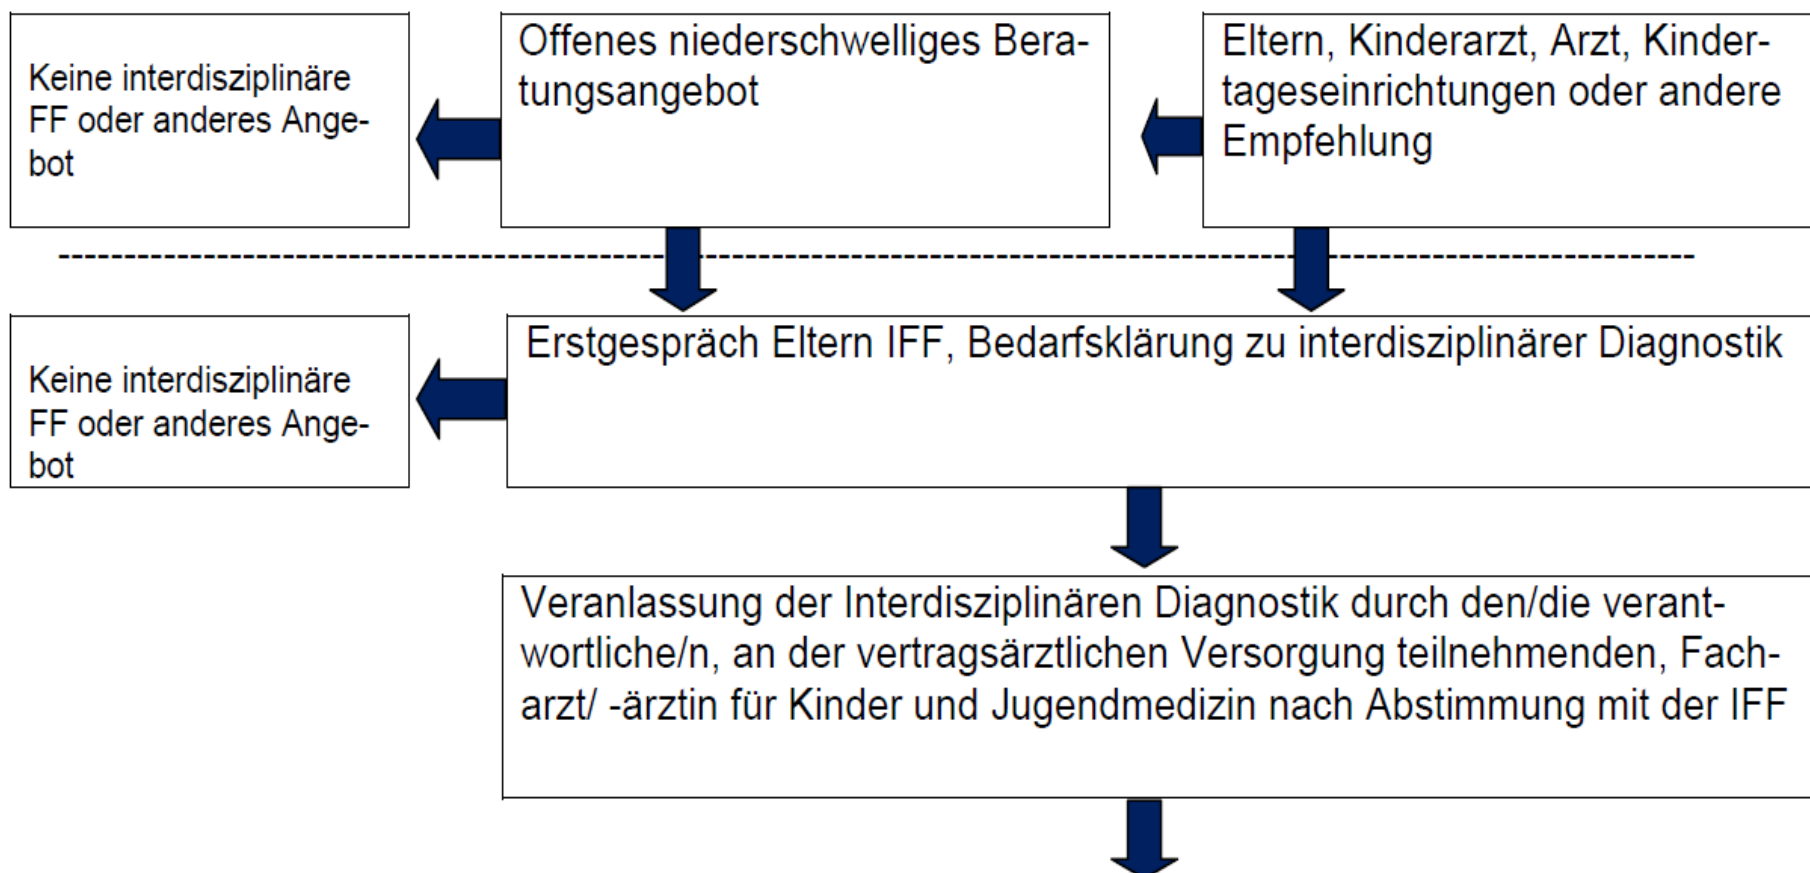 Keine interdisziplinäre
FF oder anderes Ange-
bot
Offenes niederschwelliges Bera-
tungsangebot
Eltern, Kinderarzt, Arzt, Kinder-
tageseinrichtungen oder andere
Empfehlung
Keine interdisziplinäre
FF oder anderes Ange-
bot
Erstgespräch Eltern IFF, Bedarfsklärung zu interdisziplinärer Diagnostik
Veranlassung der Interdisziplinären Diagnostik durch den/die verant-
wortliche/n, an der vertragsärztlichen Versorgung teilnehmenden, Fach-
arzt/ -ärztin für Kinder und Jugendmedizin nach Abstimmung mit der IFF